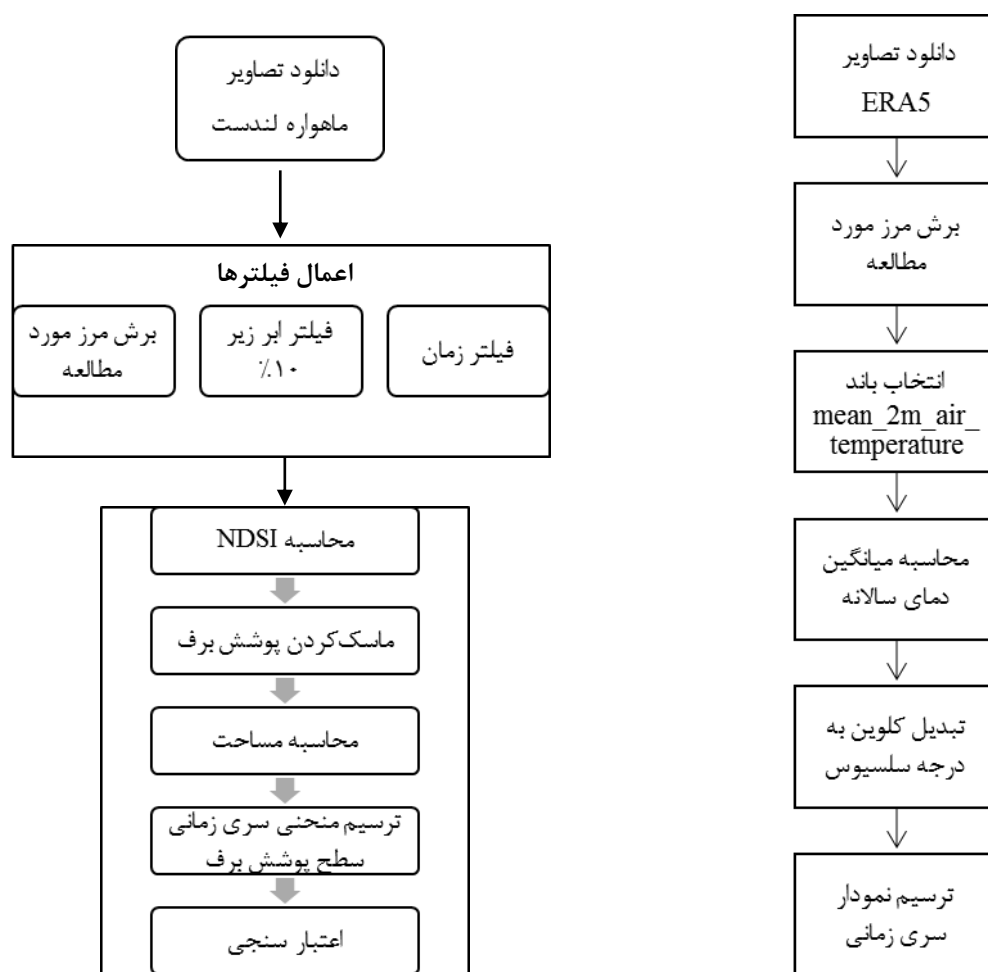 دانلود تصاویر
ماهواره لندست
اعمال فیلترها
فیلتر زمان
فیلتر ابر زیر
۱۰٪
برش مرز مورد
مطالعه
محاسبه NDSI
ماسک‌کردن پوشش برف
محاسبه مساحت
ترسیم منحنی سری زمانی
سطح پوشش برف
اعتبار سنجی
دانلود تصاویر
ERA5
برش مرز مورد
مطالعه
انتخاب باند
mean_2m_air_
temperature
محاسبه میانگین
دمای سالانه
تبدیل کلوین به
درجه سلسیوس
ترسیم نمودار
سری زمانی